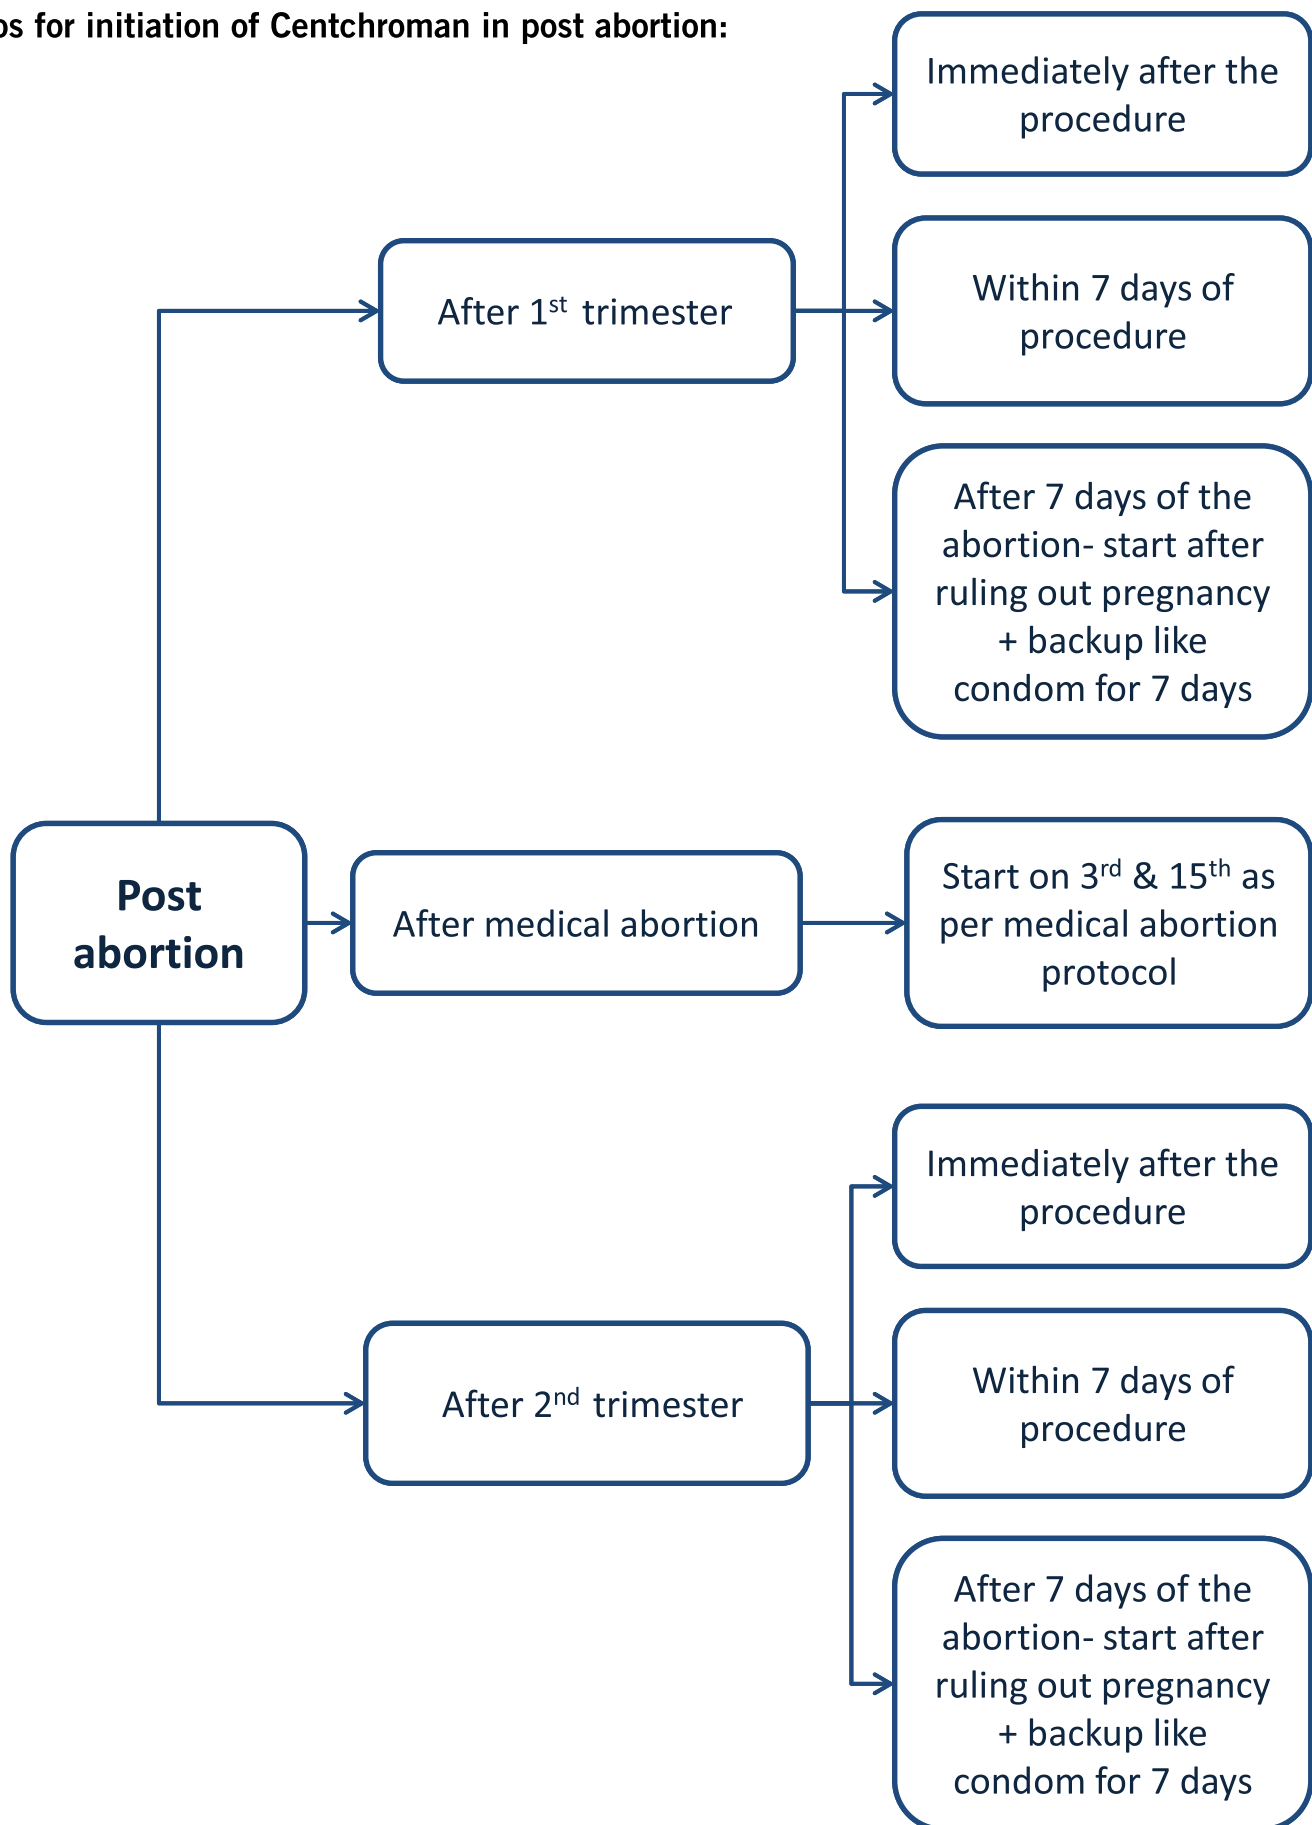 for initiation of Centchroman in post abortion:
Immediately after the
procedure
Within 7 days of
procedure
After 1st trimester
After 7 days of the
abortion- start after
ruling out pregnancy
+ backup like
condom for 7 days
Post
abortion
After medical abortion
Start on 3rd & 15th as
per medical abortion
protocol
Immediately after the
procedure
Within 7 days of
procedure
After 2nd trimester
After 7 days of the
abortion- start after
ruling out pregnancy
+ backup like
condom for 7 days